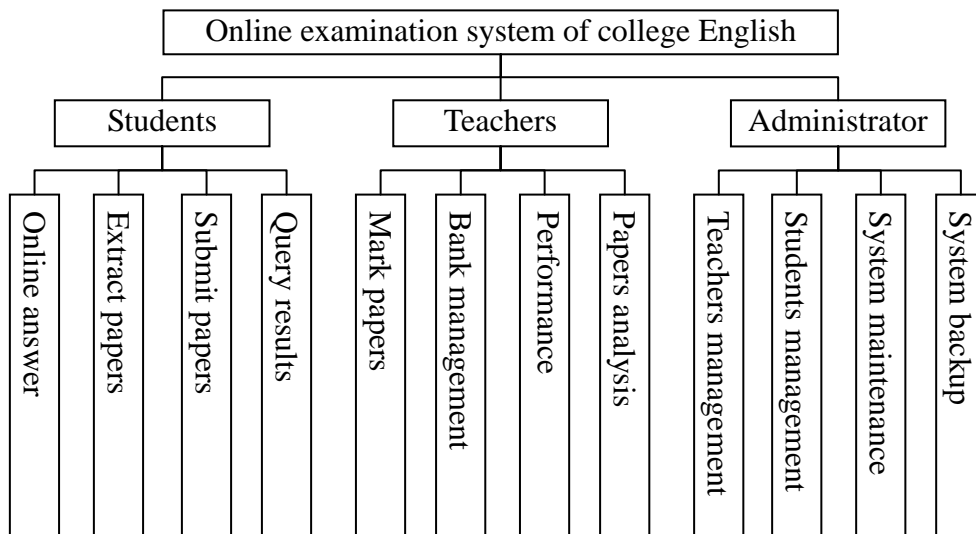 Online examination system of college English
Students
Teachers
Administrator
Online answer
Extract papers
Submit papers
Query results
Mark papers
Bank management
Performance
Papers analysis
Teachers management
Students management
System maintenance
System backup